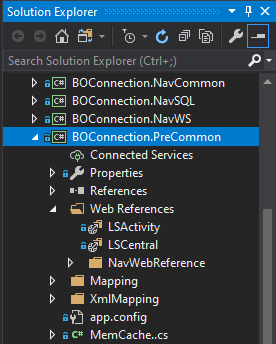 Solution Explorer
Search Solution Explorer (Ctrl+;)
C# BOConnection.NavCommon
C# BOConnection.NavSQL
C# BOConnection.NavWS
C# BOConnection.PreCommon
Connected Services
Properties
References
Web References
LSActivity
LSCentral
NavWebReference
Mapping
XmlMapping
app.config
C# MemCache..cs